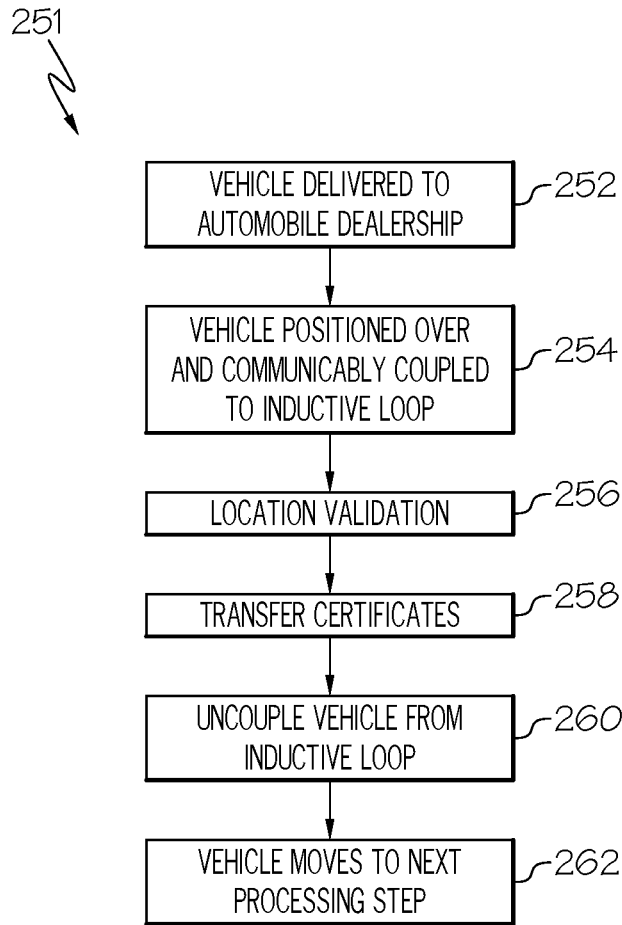 251
VEHICLE DELIVERED TO
AUTOMOBILE DEALERSHIP
252
VEHICLE POSITIONED OVER
AND COMMUNICABLY COUPLED
TO INDUCTIVE LOOP
254
LOCATION VALIDATION
256
TRANSFER CERTIFICATES
258
UNCOUPLE VEHICLE FROM
INDUCTIVE LOOP
260
VEHICLE MOVES TO NEXT
PROCESSING STEP
262